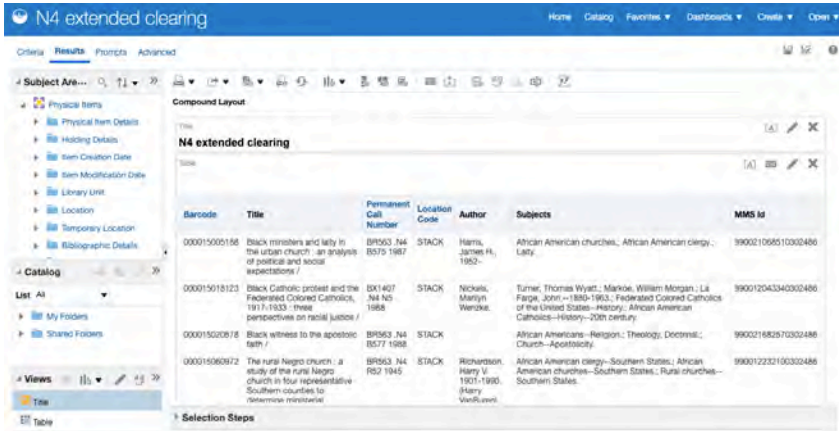 N4 extended clearing
Home Catalog Favorites Dashboards Create Open
Criteria Results Prompts Advanced
Subject Are...
Physical Items
Physical Item Details
Holding Details
Item Creation Date
Item Modification Date
Library Unit
Location
Temporary Location
Bibliographic Details
Catalog
List All
My Folders
Shared Folders
Views
Title
Table
Compound Layout
Title
N4 extended clearing
Table
Barcode Title Permanent Call Number Location Code Author Subjects MMS Id
000015005158 Black ministers and laity in BR563 .N4 STACK Harris, African American churches.; African American clergy.; 990021068510302486
the urban church : an analysis B575 1987 James H., Laity.
of political and social 1952-
expectations /
000015018123 Black Catholic protest and the BX1407 STACK Nickels, Turner, Thomas Wyatt.; Markoe, William Morgan.; La 990012043340302486
Federated Colored Catholics, .N4 N5 Marilyn Farge, John,--1880-1963.; Federated Colored Catholics
1917-1933 : three 1988 Wenzke. of the United States--History.; African American
perspectives on racial justice / Catholics--History--20th century.
000015020878 Black witness to the apostolic BR563 .N4 STACK African Americans--Religion.; Theology, Doctrinal.; 990021682570302486
faith / B577 1988 Church--Apostolicity.
000015060972 The rural Negro church : a BR563 .N4 STACK Richardson, African American clergy--Southern States.; African 990012232100302486
study of the rural Negro R52 1945 Harry V. American churches--Southern States.; Rural churches--
church in four representative 1901-1990. Southern States.
Southern counties to (Harry
determine ministerial
Selection Steps